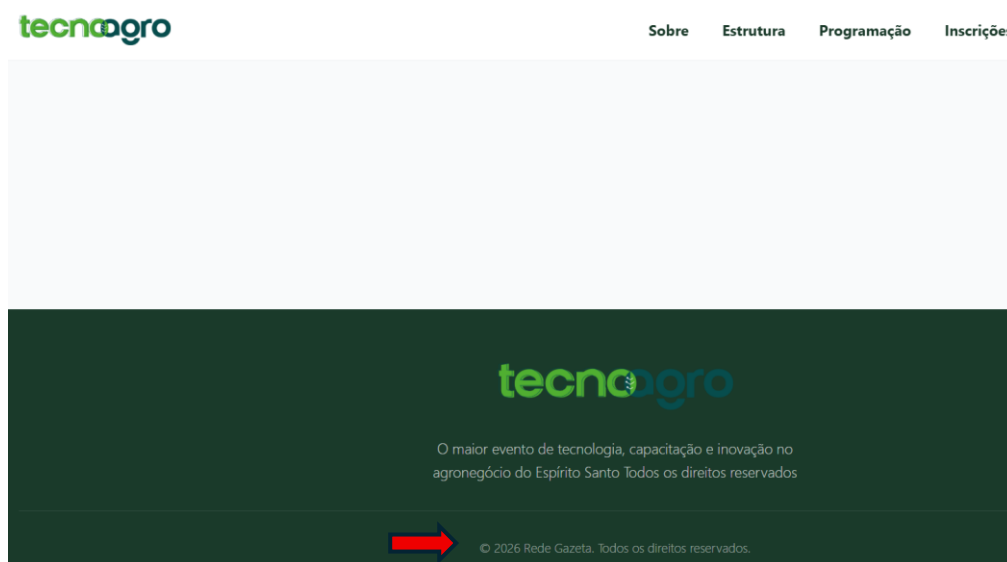 tecnoagro
Sobre Estrutura Programação Inscrições
tecnoagro
O maior evento de tecnologia, capacitação e inovação no
agronegócio do Espírito Santo Todos os direitos reservados
© 2026 Rede Gazeta. Todos os direitos reservados.